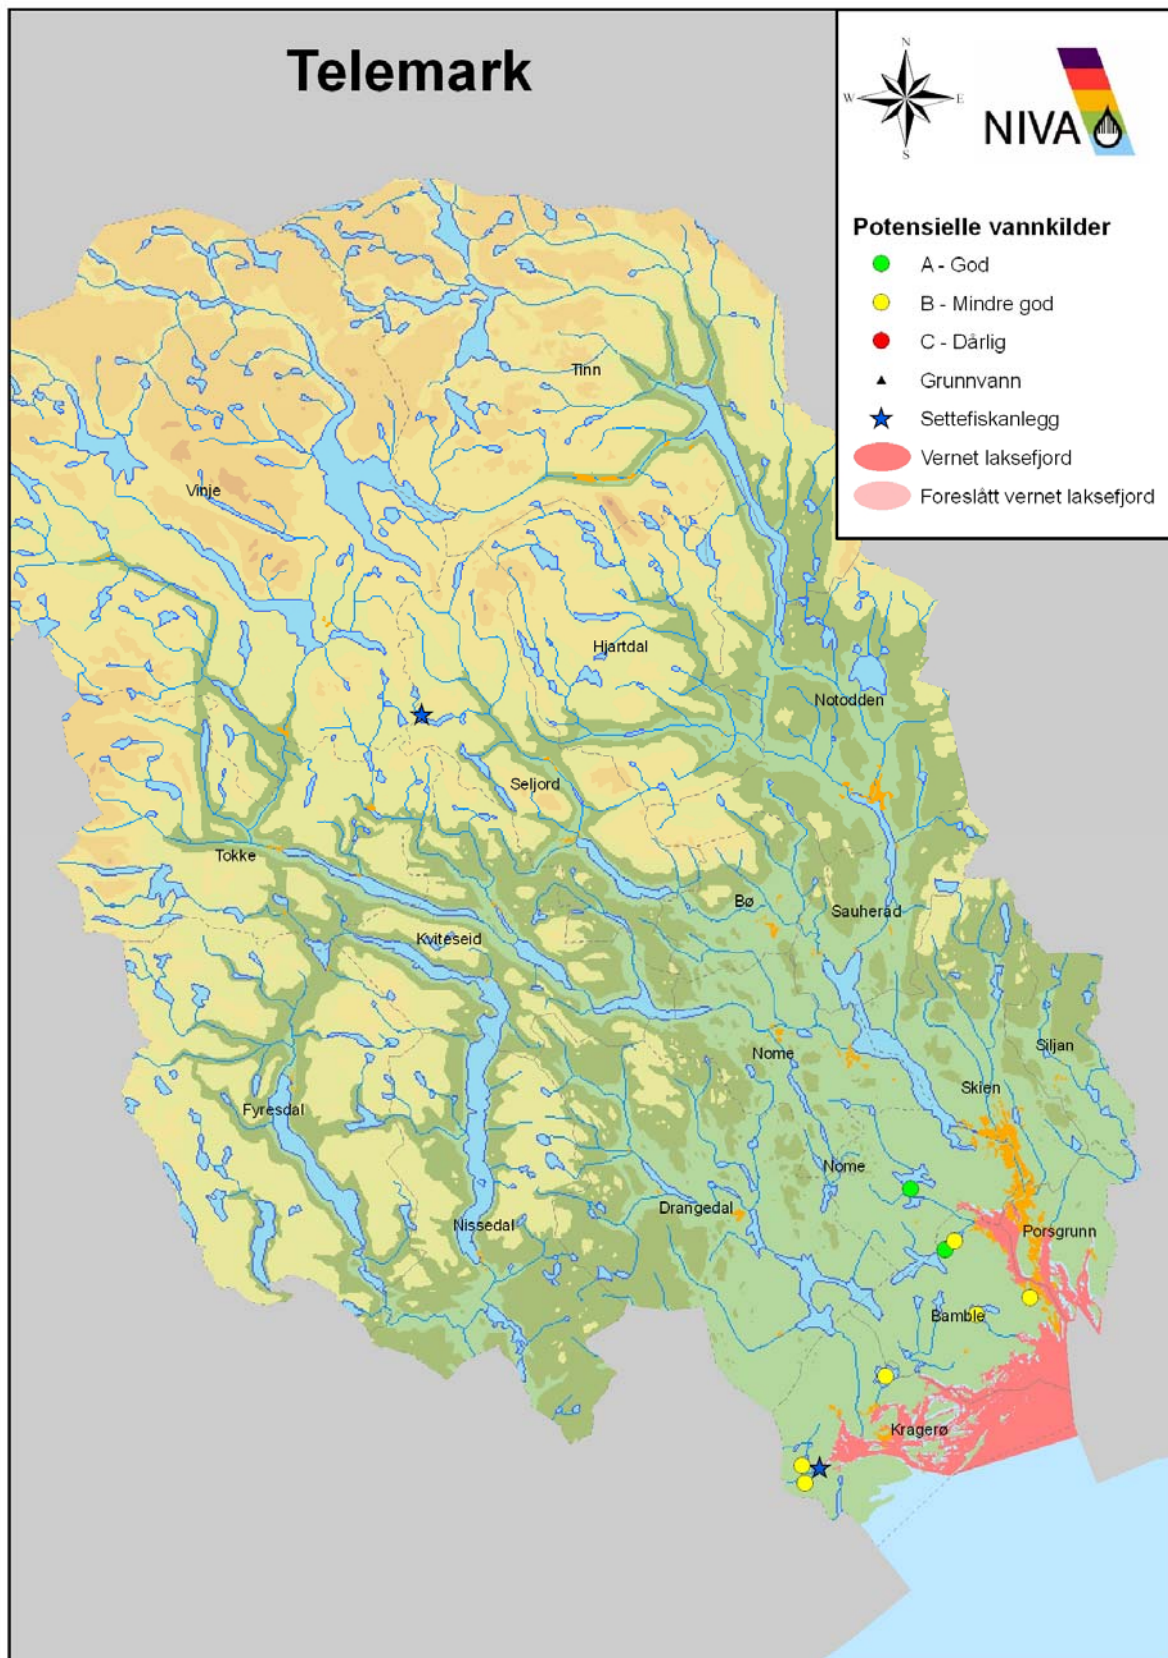 Telemark
N
W
E
S
NIVA
Potensielle vannkilder
A - God
B - Mindre god
C - Dårlig
Grunnvann
Settefiskanlegg
Vernet laksefjord
Foreslått vernet laksefjord
Tinn
Vinje
Hjartdal
Notodden
Seljord
Tokke
Bø
Sauherad
Kviteseid
Nome
Siljan
Skien
Fyresdal
Nome
Drangedal
Nissedal
Porsgrunn
Bamble
Kragerø